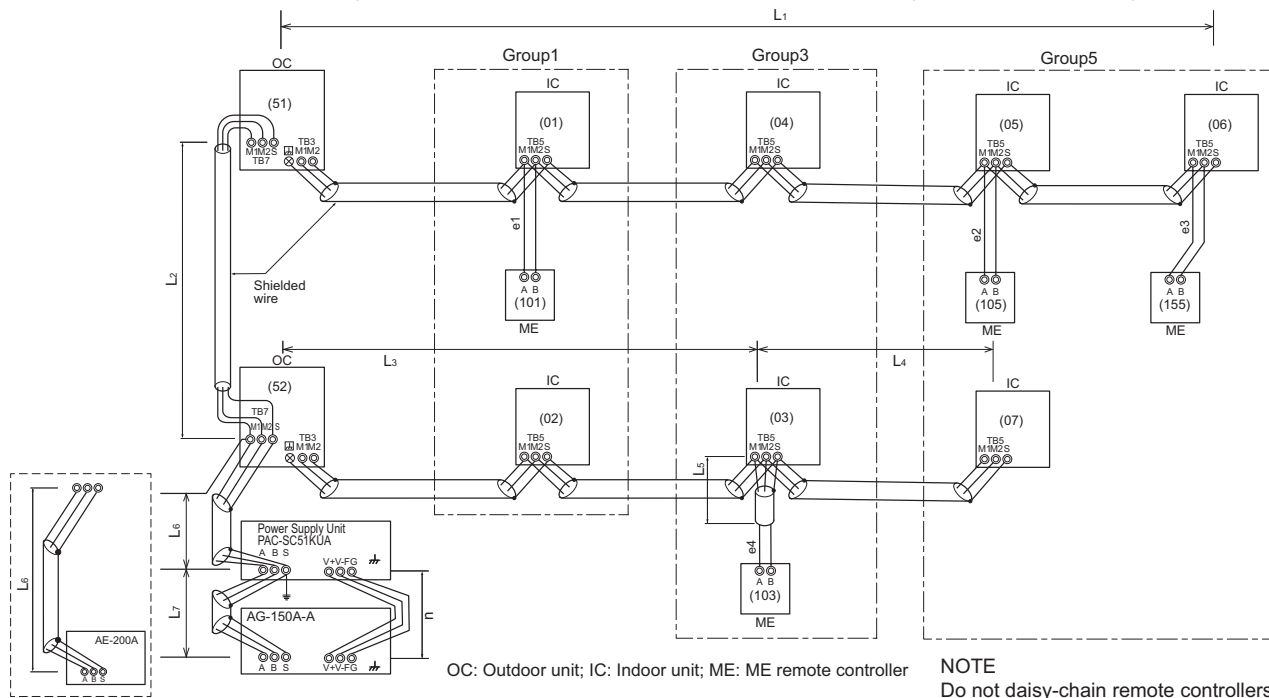 L1
Group1
Group3
Group5
OC
IC
IC
IC
IC
(51)
(01)
(04)
(05)
(06)
M1M2S
TB7
TB3
M1M2
TB5
M1M2S
TB5
M1M2S
TB5
M1M2S
TB5
M1M2S
e1
e2
e3
L2
Shielded
wire
A B
(101)
ME
A B
(105)
ME
A B
(155)
ME
L3
L4
OC
IC
IC
IC
(52)
(02)
(03)
(07)
TB7
M1M2 S
TB3
M1M2
TB5
M1M2S
TB5
M1M2S
TB5
M1M2S
L5
L6
L6
Power Supply Unit
PAC-SC51KUA
A B S
V+V-FG
e4
A B
(103)
ME
L7
n
AG-150A-A
A B S
V+V-FG
AE-200A
A B S
OC: Outdoor unit; IC: Indoor unit; ME: ME remote controller
NOTE
Do not daisy-chain remote controllers